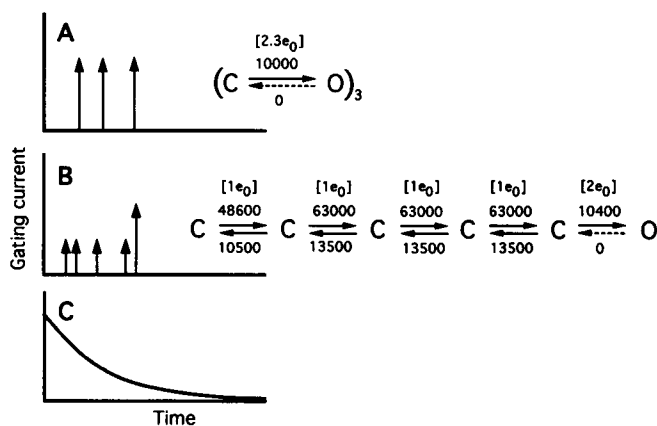 A
[2.3e₀]
10000
(C O)₃
0
Gating current
B
[1e₀] [1e₀] [1e₀] [1e₀] [2e₀]
48600 63000 63000 63000 10400
C C C C C O
10500 13500 13500 13500 0
C
Time